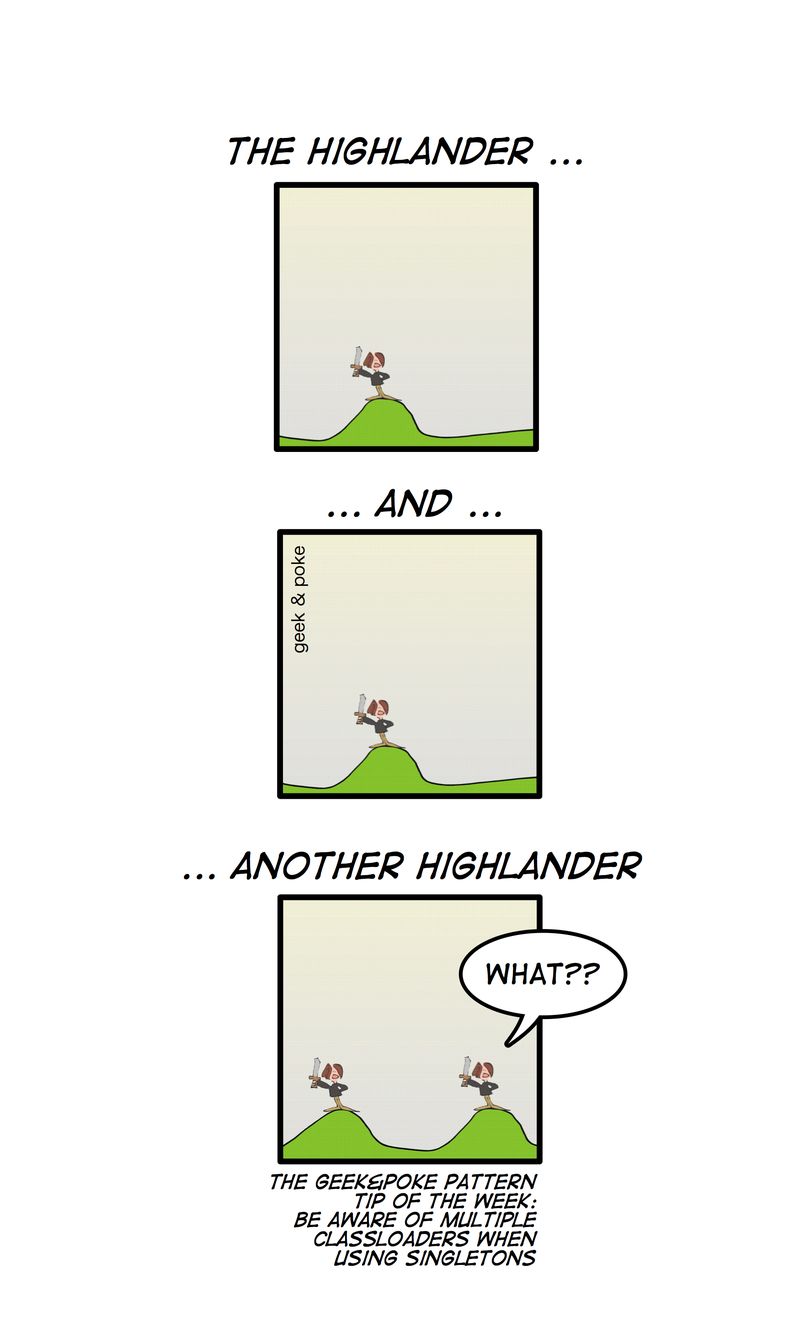 THE HIGHLANDER ...
... AND ...
geek & poke
... ANOTHER HIGHLANDER
WHAT??
THE GEEK&POKE PATTERN
TIP OF THE WEEK:
BE AWARE OF MULTIPLE
CLASSLOADERS WHEN
USING SINGLETONS